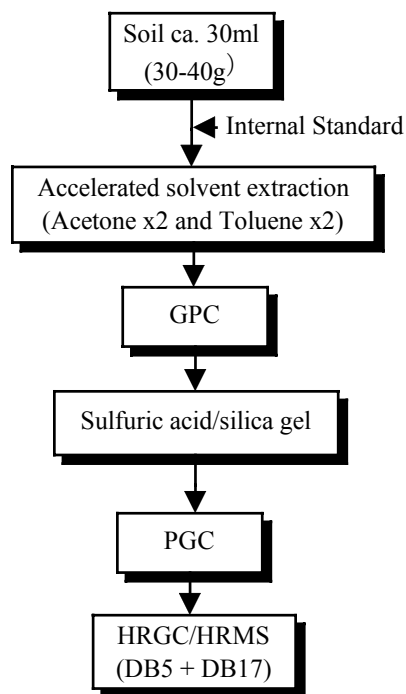 Soil ca. 30ml
(30-40g)
Internal Standard
Accelerated solvent extraction
(Acetone x2 and Toluene x2)
GPC
Sulfuric acid/silica gel
PGC
HRGC/HRMS
(DB5 + DB17)